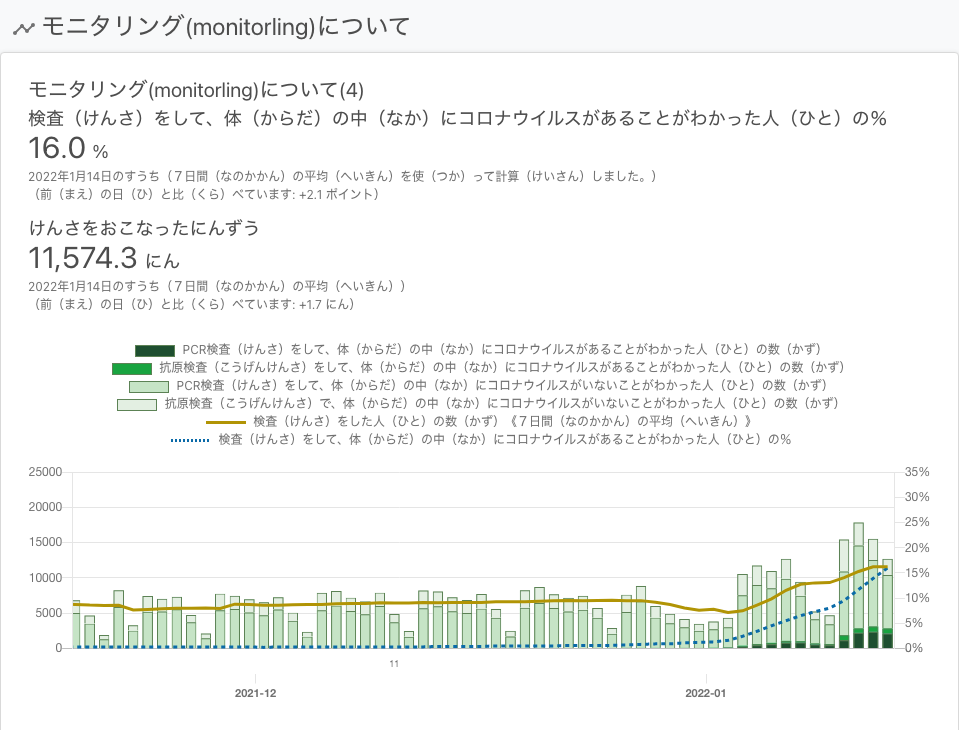 モニタリング(monitorling)について
モニタリング(monitorling)について(4)
検査（けんさ）をして、体（からだ）の中（なか）にコロナウイルスがあることがわかった人（ひと）の％
16.0 %
2022年1月14日のすうち（７日間（なのかかん）の平均（へいきん）を使（つか）って計算（けいさん）しました。）
（前（まえ）の日（ひ）と比（くら）べています: +2.1 ポイント）
けんさをおこなったにんずう
11,574.3 にん
2022年1月14日のすうち（７日間（なのかかん）の平均（へいきん））
（前（まえ）の日（ひ）と比（くら）べています: +1.7 にん）
PCR検査（けんさ）をして、体（からだ）の中（なか）にコロナウイルスがあることがわかった人（ひと）の数（かず）
抗原検査（こうげんけんさ）をして、体（からだ）の中（なか）にコロナウイルスがあることがわかった人（ひと）の数（かず）
PCR検査（けんさ）をして、体（からだ）の中（なか）にコロナウイルスがいないことがわかった人（ひと）の数（かず）
抗原検査（こうげんけんさ）で、体（からだ）の中（なか）にコロナウイルスがいないことがわかった人（ひと）の数（かず）
検査（けんさ）をした人（ひと）の数（かず）《７日間（なのかかん）の平均（へいきん）》
検査（けんさ）をして、体（からだ）の中（なか）にコロナウイルスがあることがわかった人（ひと）の％
25000 35%
20000 30%
25%
15000 20%
10000 15%
10%
5000 5%
0 0%
11
2021-12 2022-01